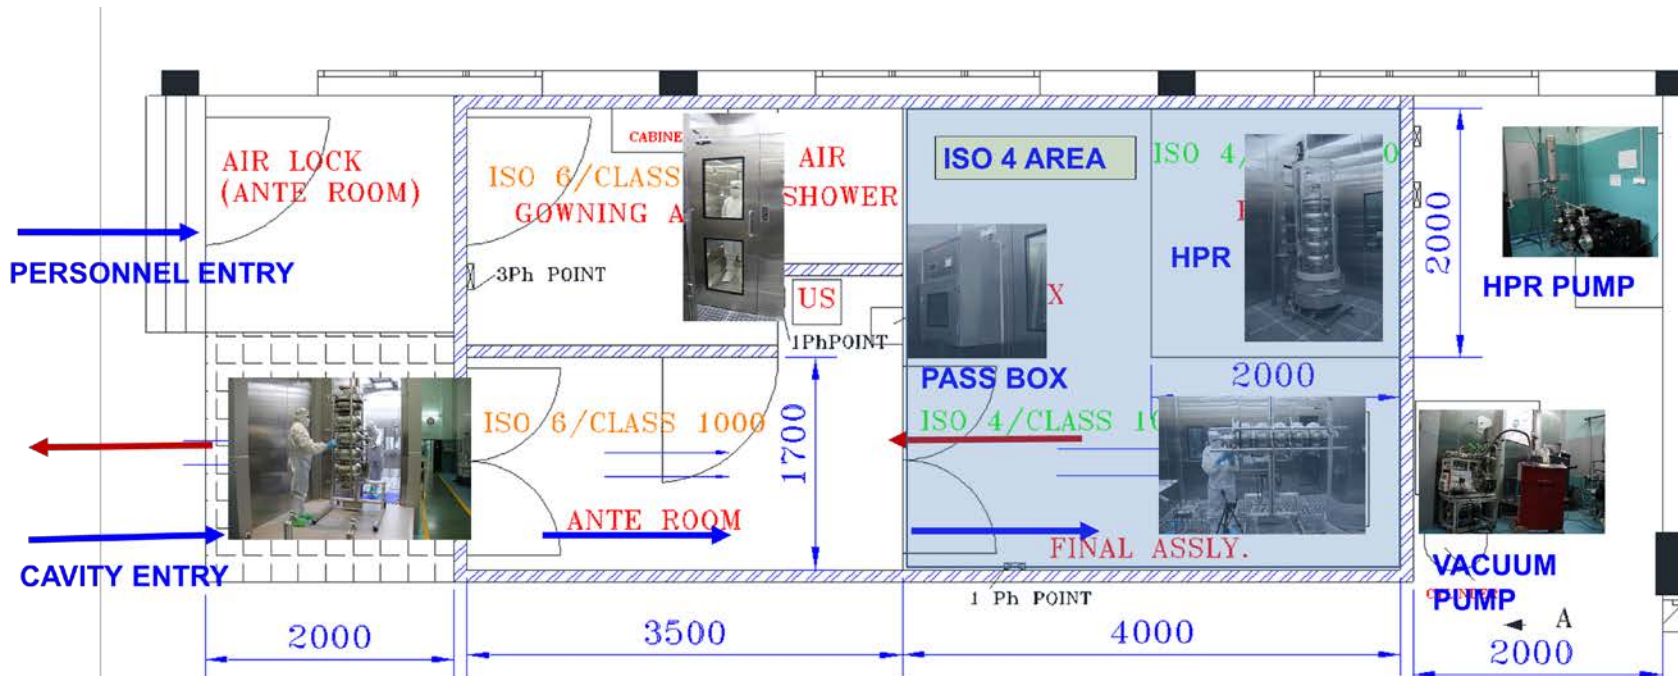 AIR LOCK
(ANTE ROOM)
PERSONNEL ENTRY
CAVITY ENTRY
ISO 6/CLASS
GOWNING
3Ph POINT
AIR
SHOWER
US
1PhPOINT
ISO 6/CLASS 1000
ANTE ROOM
1700
ISO 4 AREA
ISO 4/
HPR
PASS BOX
2000
ISO 4/CLASS
FINAL ASSLY.
1 Ph POINT
2000
HPR PUMP
VACUUM
PUMP
A
2000
3500
4000
2000